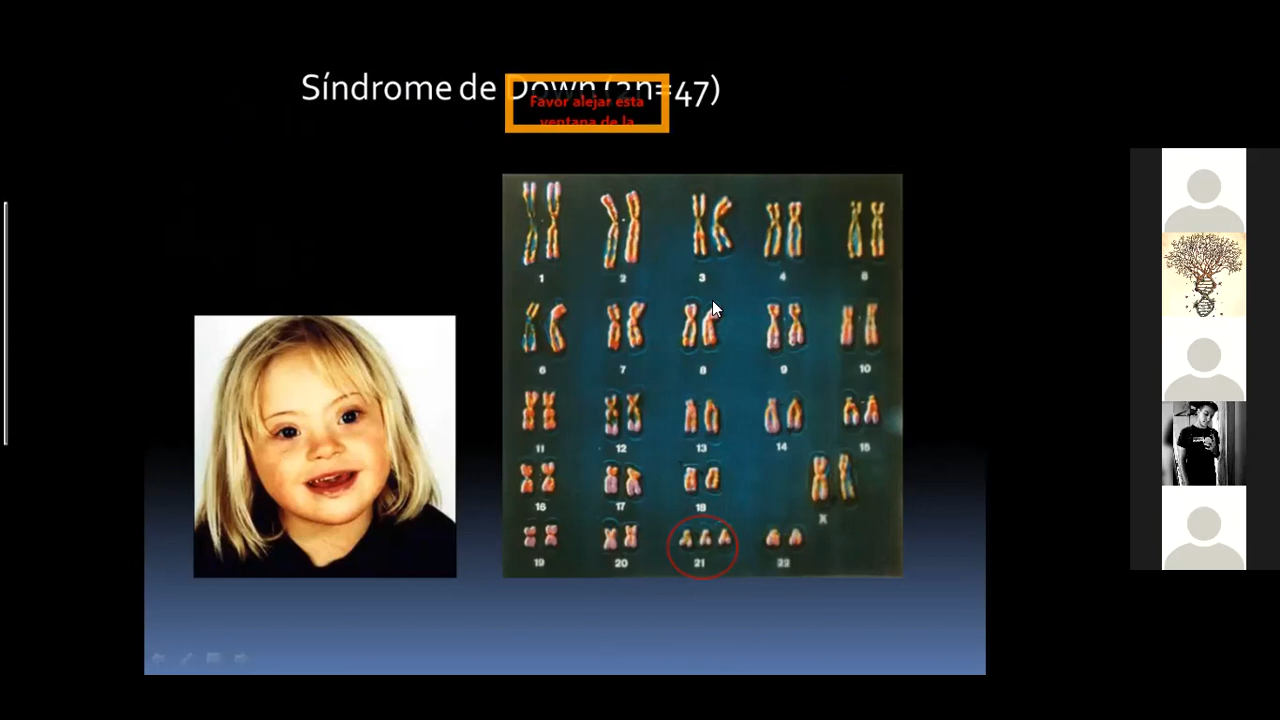 Síndrome de Down (2n=47)
Favor alejar esta
ventana de la
1 2 3 4 5
6 7 8 9 10
11 12 13 14 15
16 17 18 X
19 20 21 22